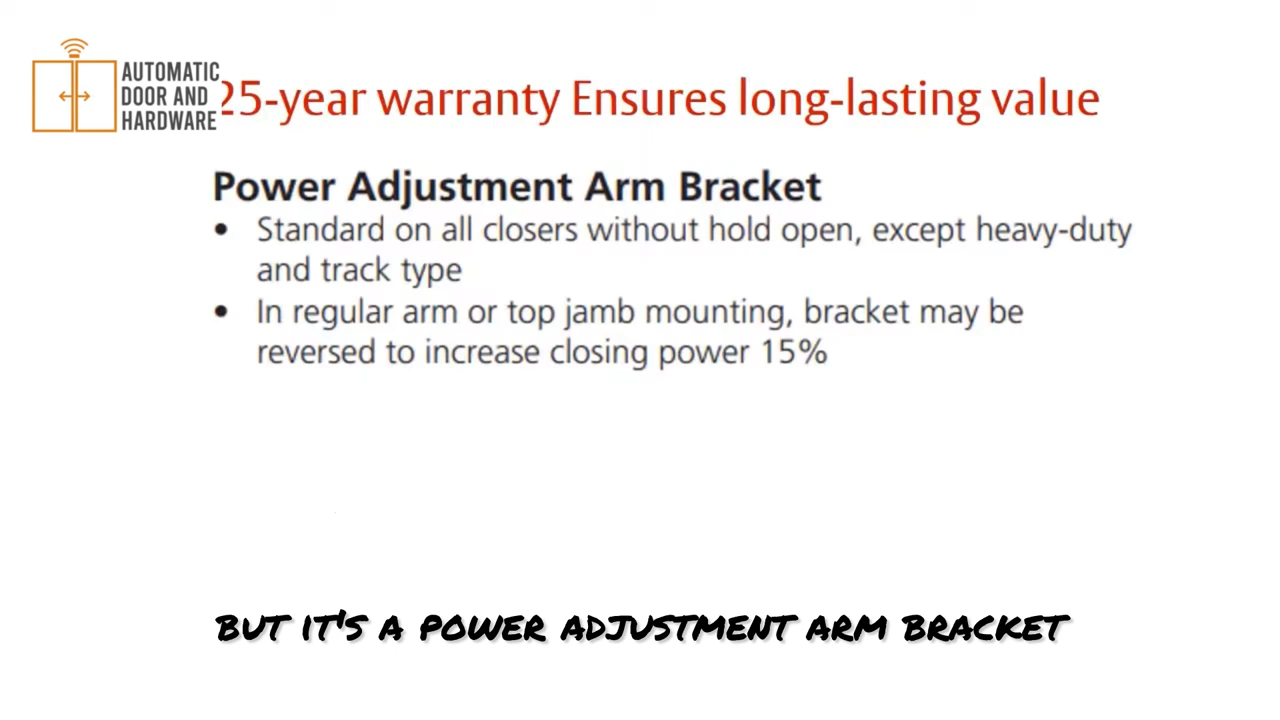 AUTOMATIC
DOOR AND
HARDWARE
25-year warranty Ensures long-lasting value
Power Adjustment Arm Bracket
• Standard on all closers without hold open, except heavy-duty
and track type
• In regular arm or top jamb mounting, bracket may be
reversed to increase closing power 15%
BUT IT'S A POWER ADJUSTMENT ARM BRACKET